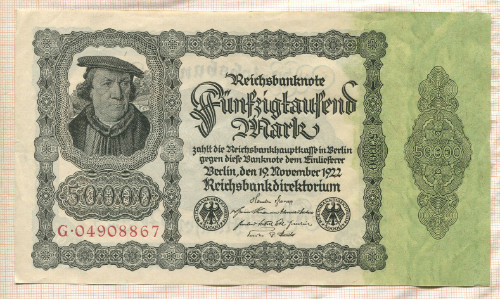 Reichsbanknote
Fünfzigtausend
Mark
zahlt die Reichsbankhauptkasse in Berlin
gegen diese Banknote dem Einlieferer
Berlin, den 19. November 1922
Reichsbankdirektorium
50000
G·04908867
50000
50000